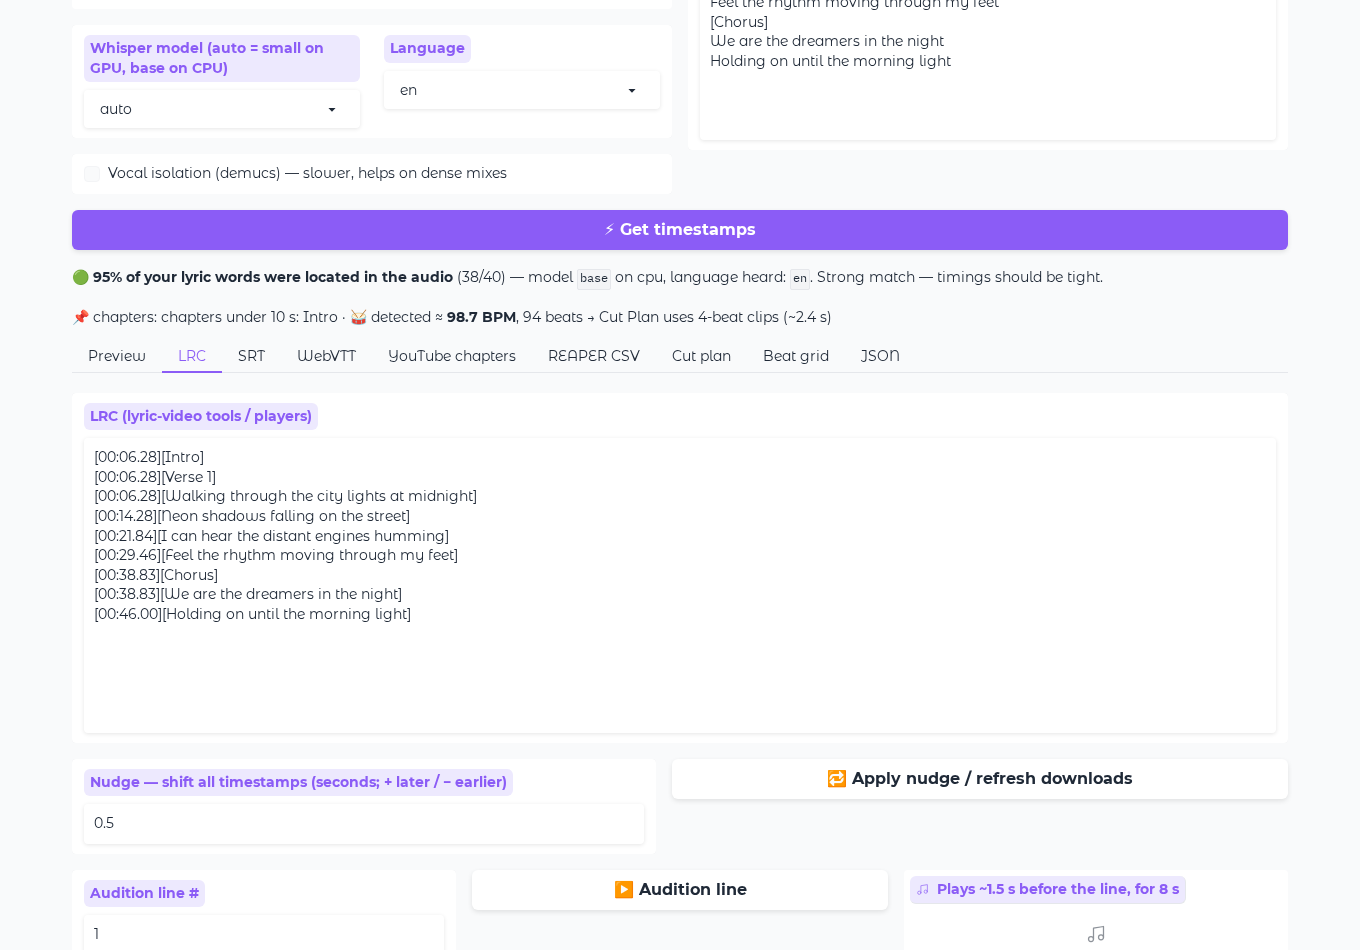 Feel the rhythm moving through my feet
[Chorus]
We are the dreamers in the night
Holding on until the morning light
Whisper model (auto = small on
GPU, base on CPU)
auto
Language
en
Vocal isolation (demucs) — slower, helps on dense mixes
⚡ Get timestamps
🟢 95% of your lyric words were located in the audio (38/40) — model base on cpu, language heard: en. Strong match — timings should be tight.
📌 chapters: chapters under 10 s: Intro · 🥁 detected ≈ 98.7 BPM, 94 beats → Cut Plan uses 4-beat clips (~2.4 s)
Preview LRC SRT WebVTT YouTube chapters REAPER CSV Cut plan Beat grid JSON
LRC (lyric-video tools / players)
[00:06.28][Intro]
[00:06.28][Verse 1]
[00:06.28][Walking through the city lights at midnight]
[00:14.28][Neon shadows falling on the street]
[00:21.84][I can hear the distant engines humming]
[00:29.46][Feel the rhythm moving through my feet]
[00:38.83][Chorus]
[00:38.83][We are the dreamers in the night]
[00:46.00][Holding on until the morning light]
Nudge — shift all timestamps (seconds; + later / − earlier)
0.5
🔁 Apply nudge / refresh downloads
Audition line #
1
▶️ Audition line
Plays ~1.5 s before the line, for 8 s